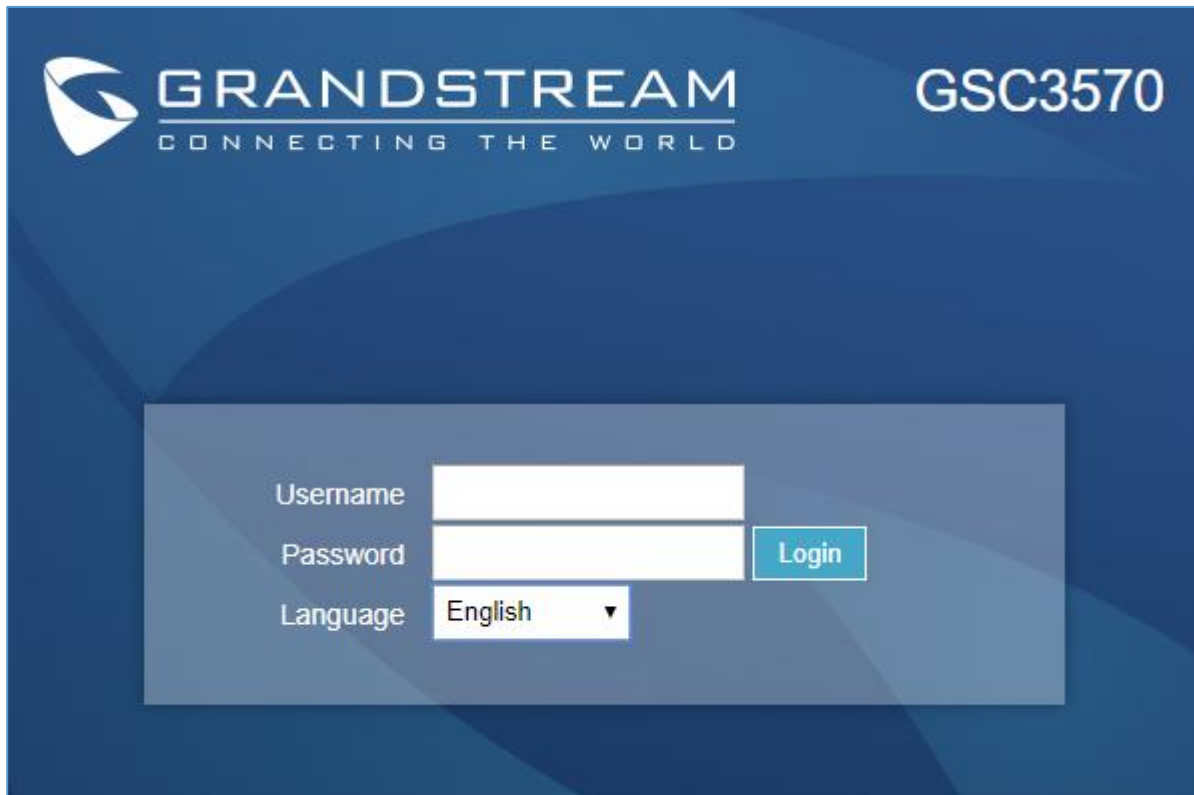 GRANDSTREAM
CONNECTING THE WORLD
GSC3570
Username
Password
Login
Language
English